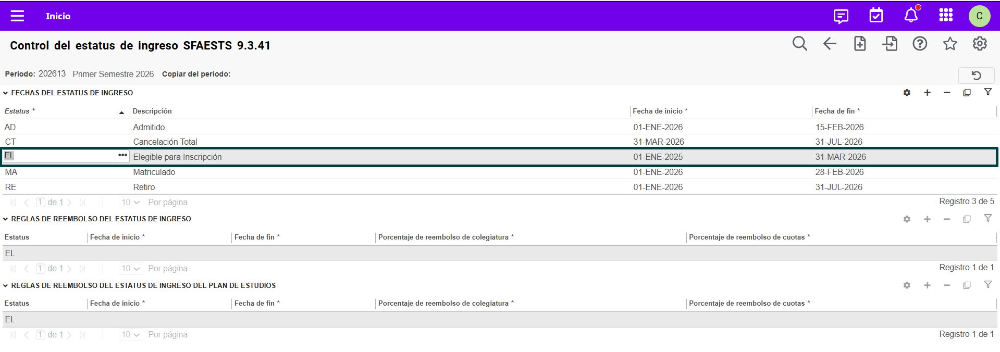 Inicio
C
Control del estatus de ingreso SFAESTS 9.3.41
Periodo: 202613 Primer Semestre 2026 Copiar del periodo:
FECHAS DEL ESTATUS DE INGRESO
Estatus * Descripción Fecha de inicio * Fecha de fin *
AD Admitido 01-ENE-2026 15-FEB-2026
CT Cancelación Total 31-MAR-2026 31-JUL-2026
EL ••• Elegible para Inscripción 01-ENE-2025 31-MAR-2026
MA Matriculado 01-ENE-2026 28-FEB-2026
RE Retiro 01-ENE-2026 31-JUL-2026
1 de 1 10 Por página Registro 3 de 5
REGLAS DE REEMBOLSO DEL ESTATUS DE INGRESO
Estatus Fecha de inicio * Fecha de fin * Porcentaje de reembolso de colegiatura * Porcentaje de reembolso de cuotas *
EL
1 de 1 10 Por página Registro 1 de 1
REGLAS DE REEMBOLSO DEL ESTATUS DE INGRESO DEL PLAN DE ESTUDIOS
Estatus Fecha de inicio * Fecha de fin * Porcentaje de reembolso de colegiatura * Porcentaje de reembolso de cuotas *
EL
1 de 1 10 Por página Registro 1 de 1